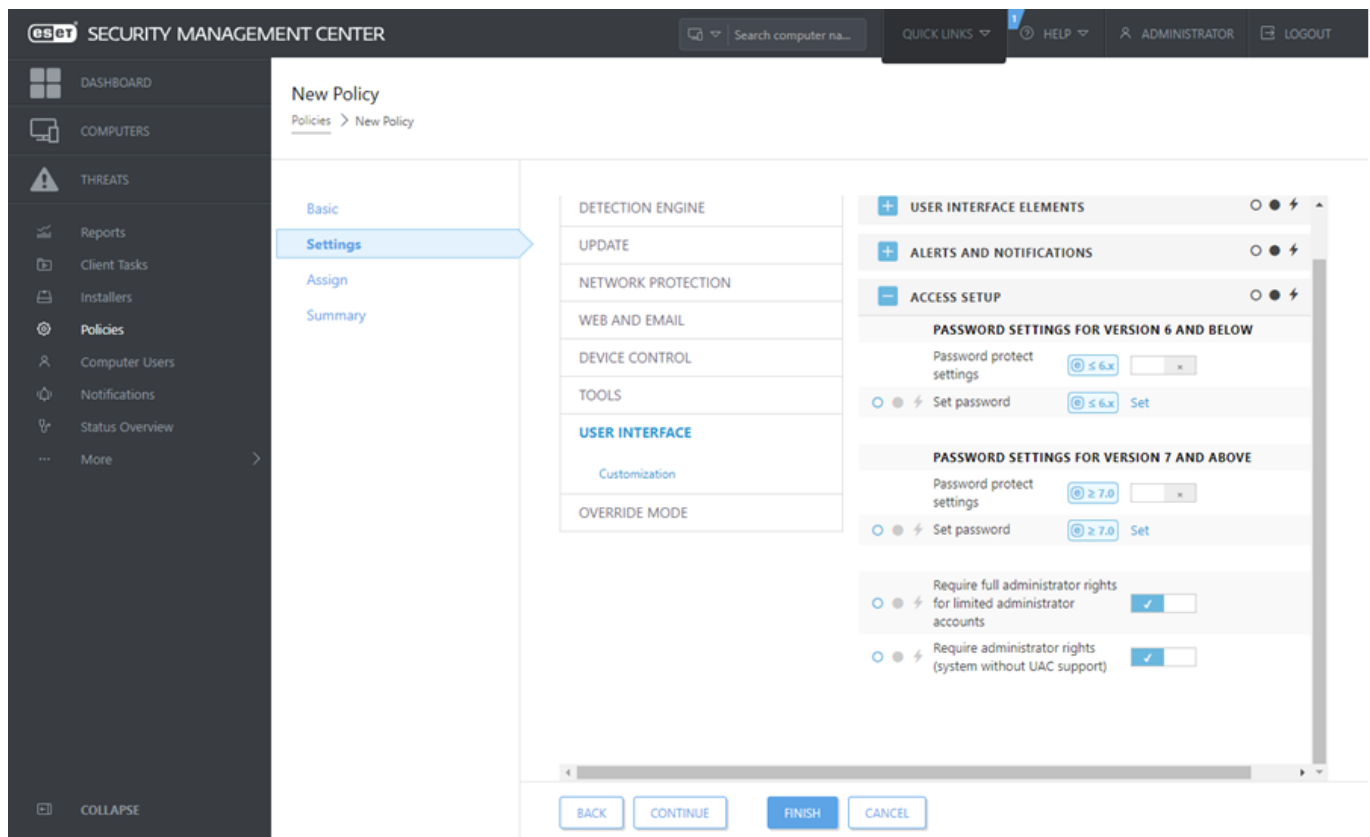 eset SECURITY MANAGEMENT CENTER
Search computer na...
QUICK LINKS
1
HELP
ADMINISTRATOR
LOGOUT
DASHBOARD
COMPUTERS
THREATS
Reports
Client Tasks
Installers
Policies
Computer Users
Notifications
Status Overview
More
COLLAPSE
New Policy
Policies > New Policy
Basic
Settings
Assign
Summary
DETECTION ENGINE
UPDATE
NETWORK PROTECTION
WEB AND EMAIL
DEVICE CONTROL
TOOLS
USER INTERFACE
Customization
OVERRIDE MODE
USER INTERFACE ELEMENTS
ALERTS AND NOTIFICATIONS
ACCESS SETUP
PASSWORD SETTINGS FOR VERSION 6 AND BELOW
Password protect
settings
ⓔ ≤ 6.x
Set password ⓔ ≤ 6.x Set
PASSWORD SETTINGS FOR VERSION 7 AND ABOVE
Password protect
settings
ⓔ ≥ 7.0
Set password ⓔ ≥ 7.0 Set
Require full administrator rights
for limited administrator
accounts
Require administrator rights
(system without UAC support)
BACK CONTINUE FINISH CANCEL